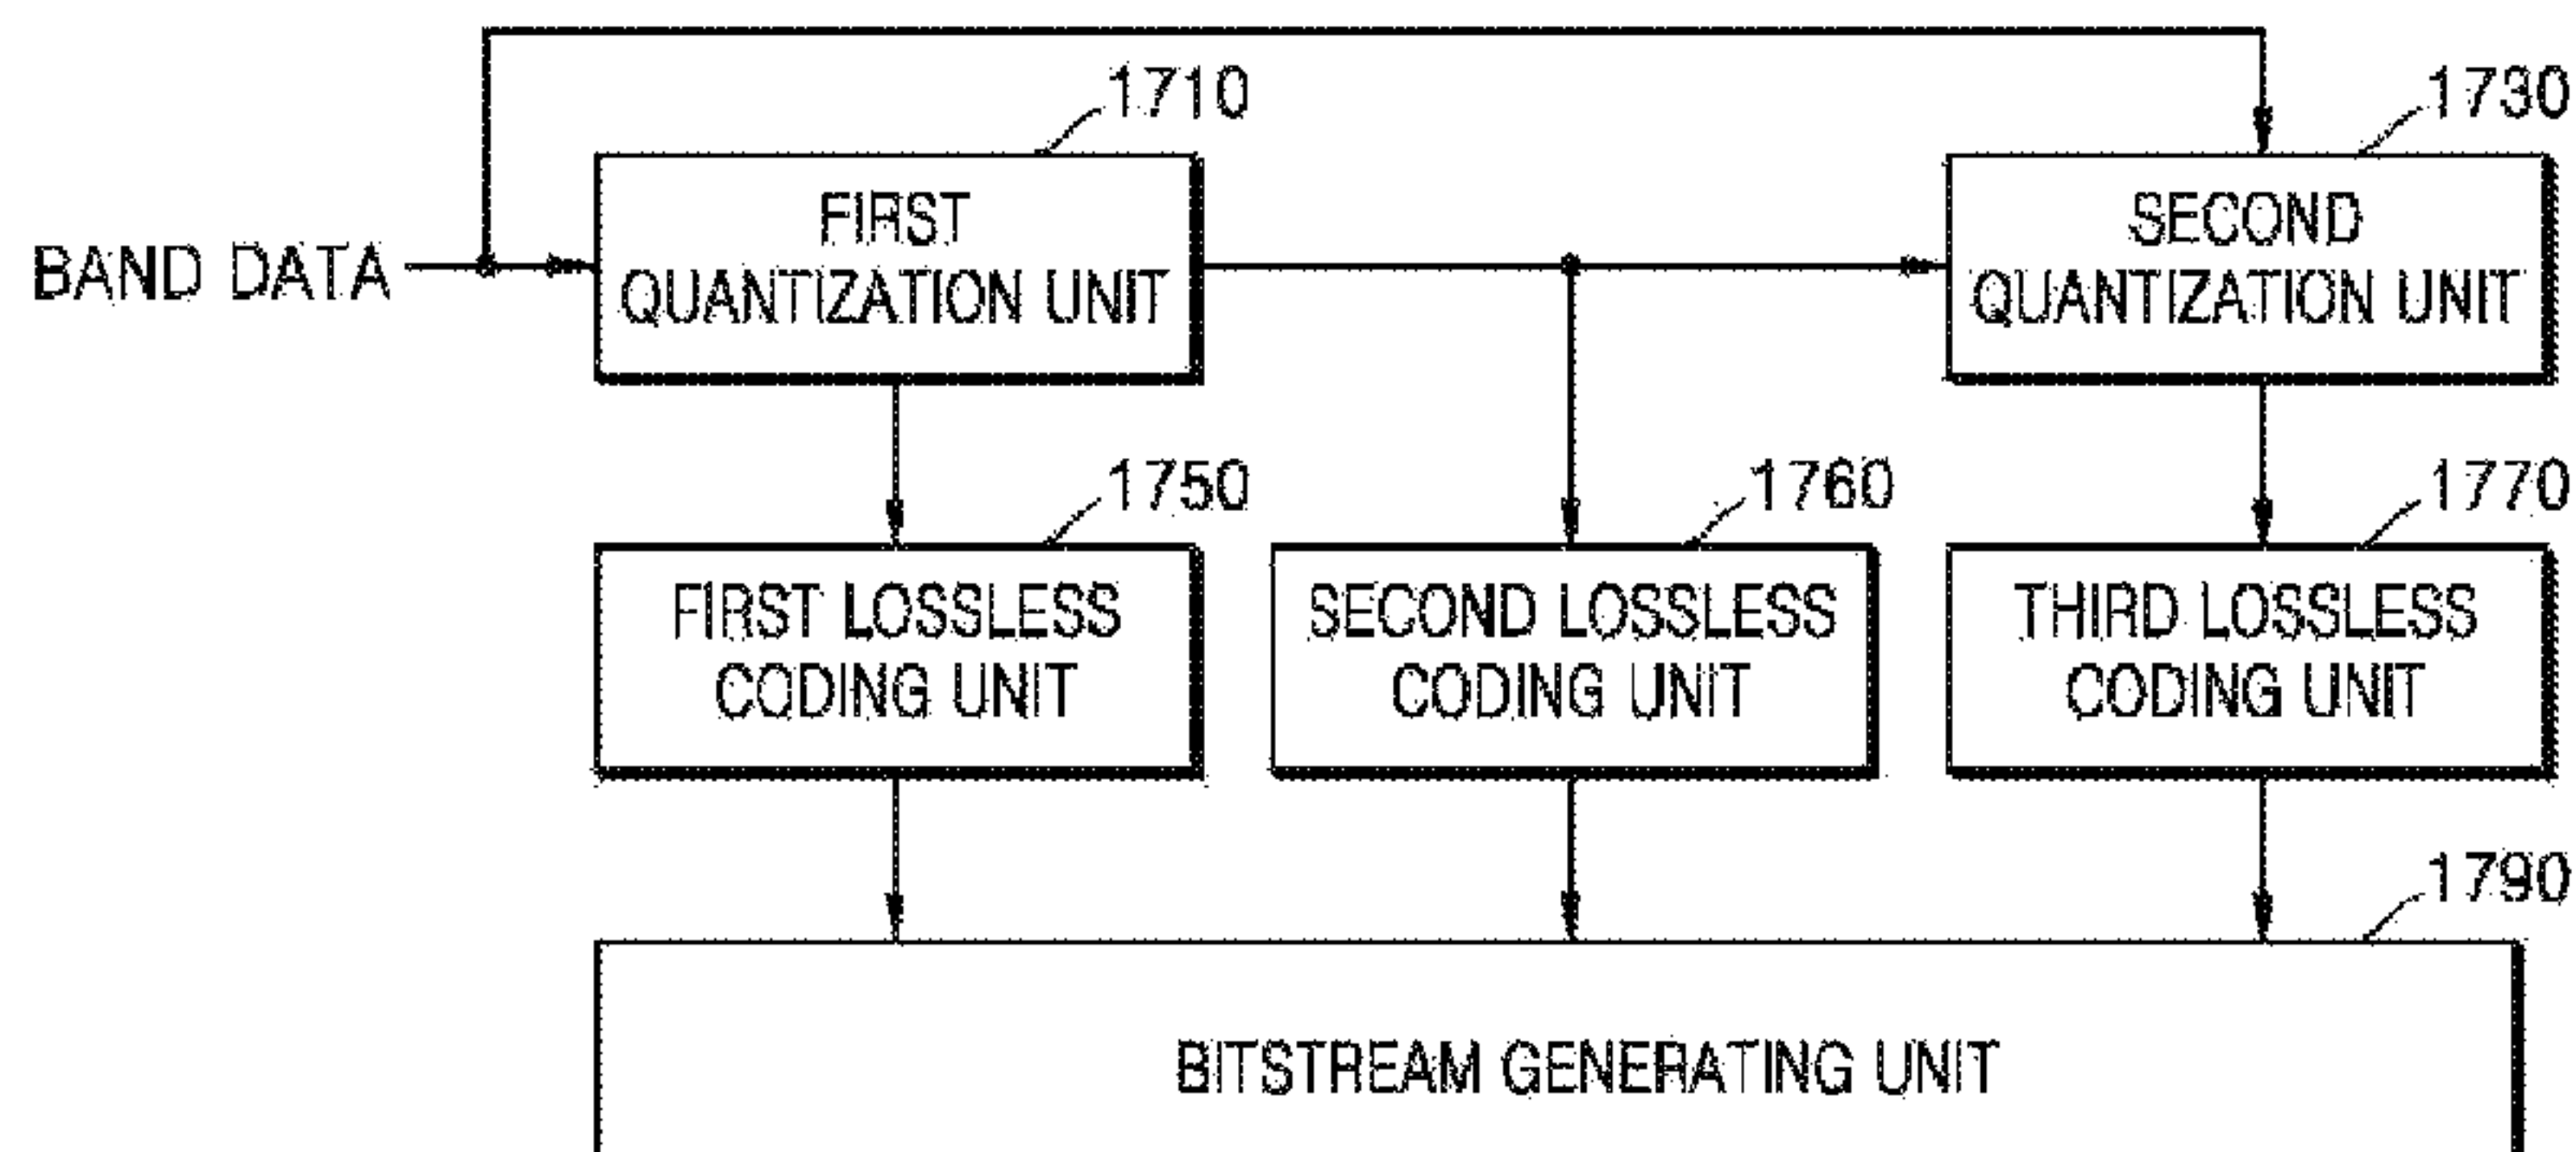 1710
1730
FIRST
QUANTIZATION UNIT
SECOND
QUANTIZATION UNIT
BAND DATA
1750
1760
1770
FIRST LOSSLESS
CODING UNIT
SECOND LOSSLESS
CODING UNIT
THIRD LOSSLESS
CODING UNIT
1790
BITSTREAM GENERATING UNIT